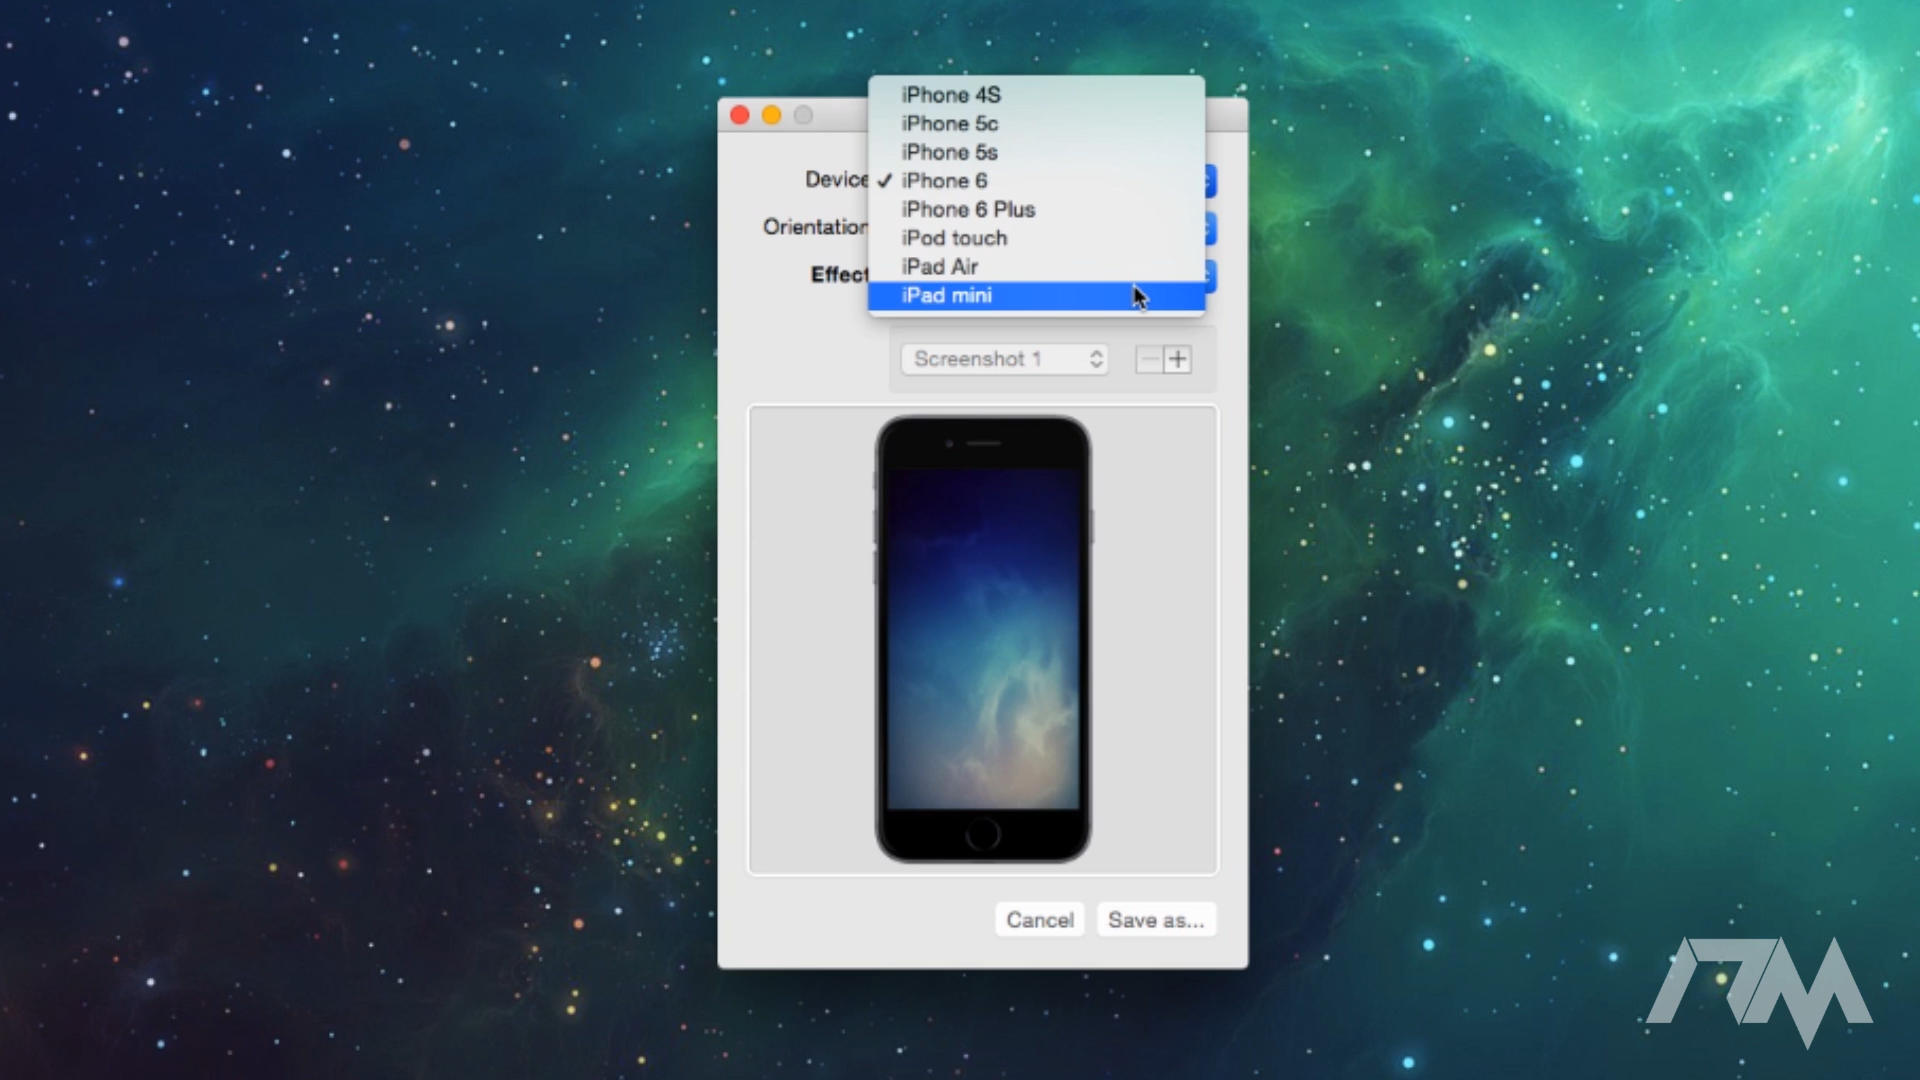 iPhone 4S
iPhone 5c
iPhone 5s
Device ✓ iPhone 6
iPhone 6 Plus
Orientation
iPod touch
iPad Air
Effect
iPad mini
Screenshot 1
Cancel
Save as...